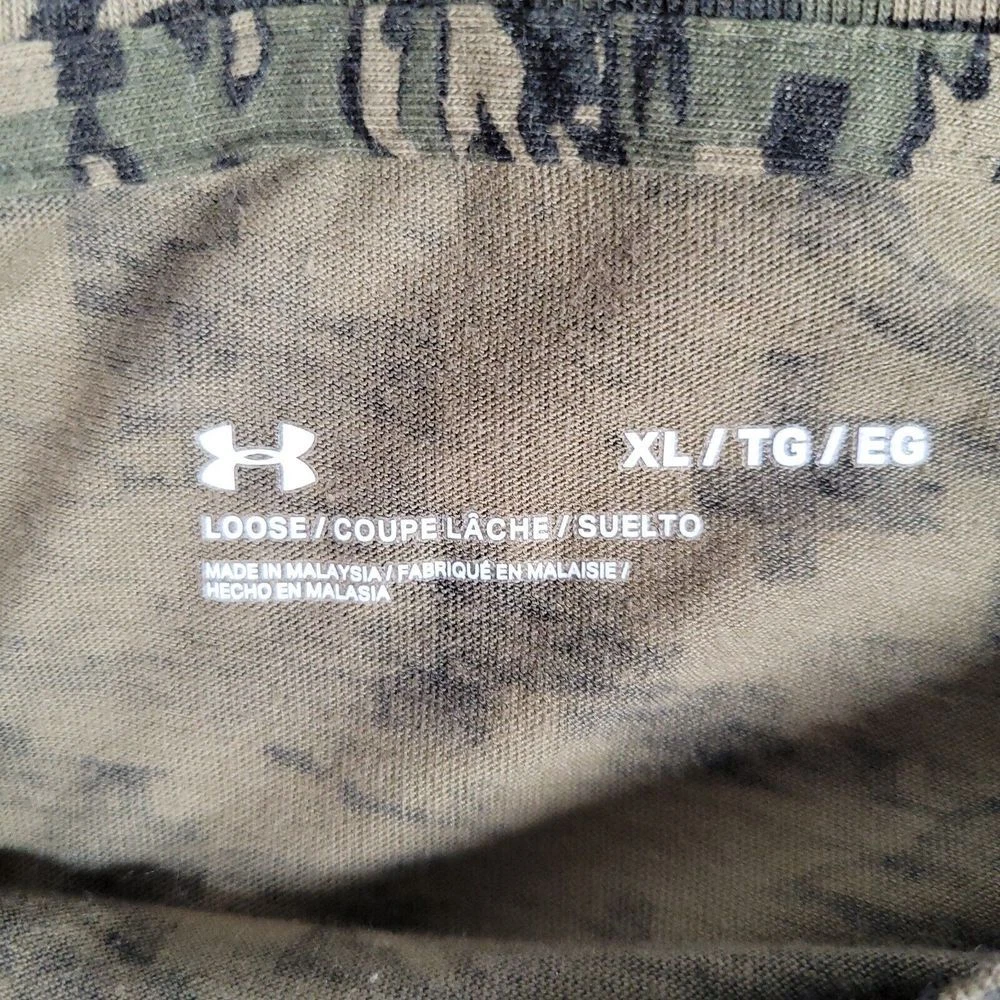 XL / TG / EG
LOOSE / COUPE LÂCHE / SUELTO
MADE IN MALAYSIA / FABRIQUÉ EN MALAISIE /
HECHO EN MALASIA